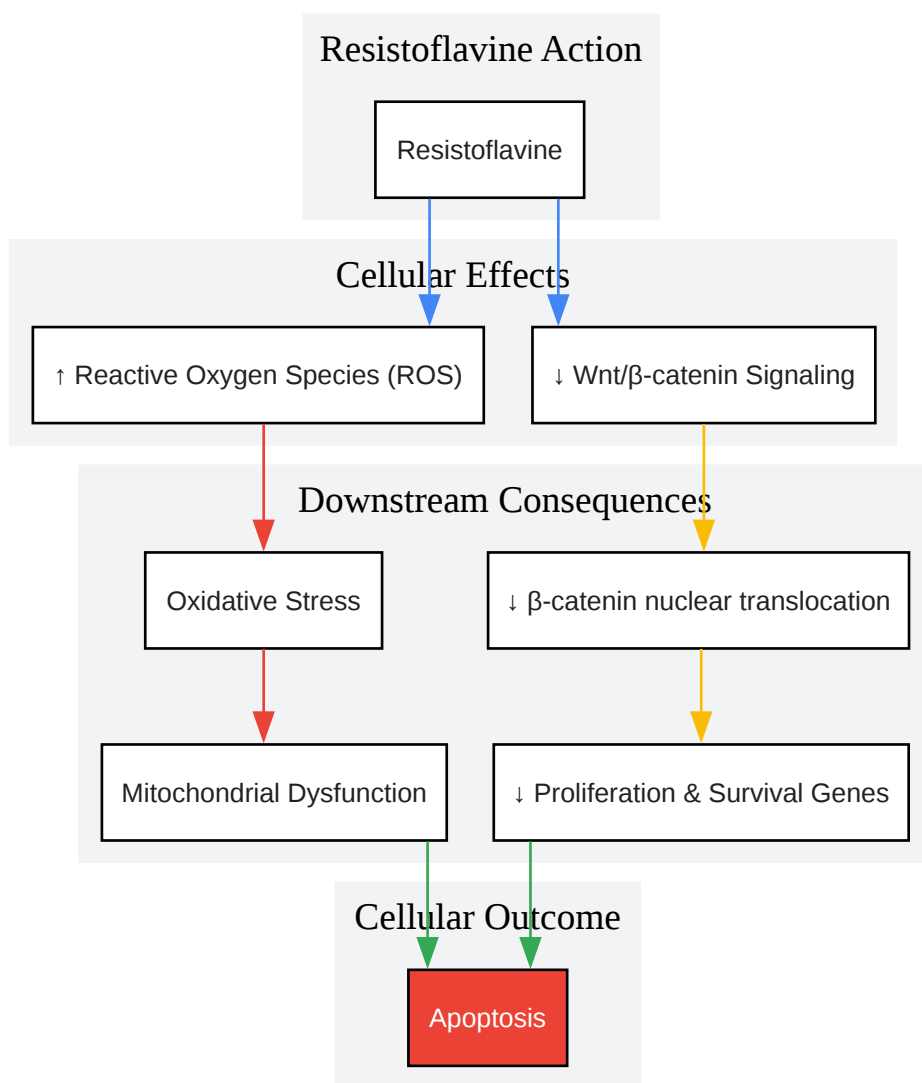 Resistoflavine Action
Resistoflavine
Cellular Effects
↑ Reactive Oxygen Species (ROS)
↓ Wnt/β-catenin Signaling
Downstream Consequences
Oxidative Stress
↓ β-catenin nuclear translocation
Mitochondrial Dysfunction
↓ Proliferation & Survival Genes
Cellular Outcome
Apoptosis